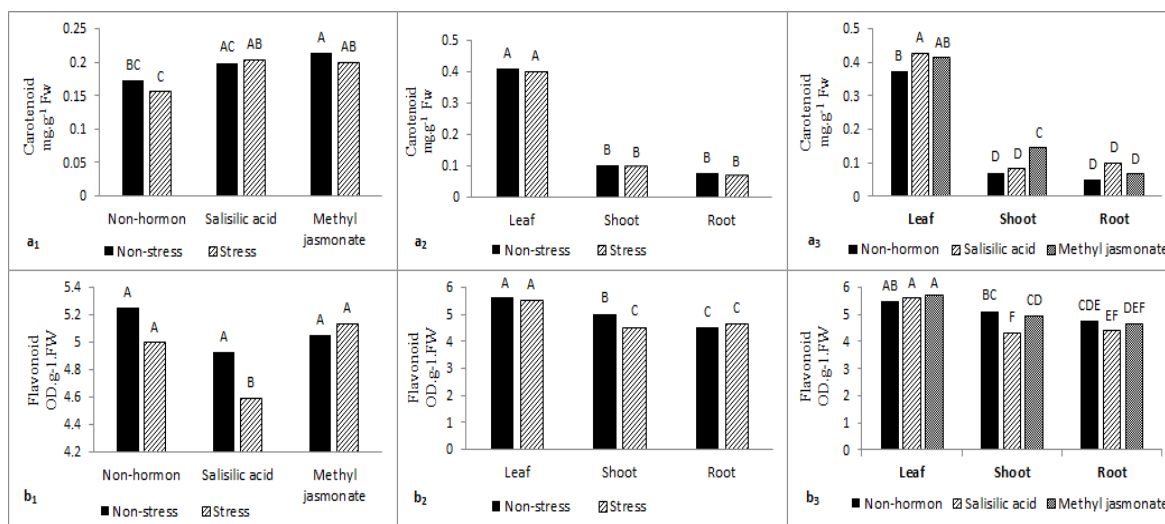 0.25
0.2
0.15
0.1
0.05
0
Carotenoid
mg.g-1 Fw
BC C AC AB A AB
Non-hormon Salisilic acid Methyl
jasmonate
a1
Non-stress Stress
0.5
0.4
0.3
0.2
0.1
0
Carotenoid
mg.g-1 Fw
A A B B B B
Leaf Shoot Root
a2
Non-stress Stress
0.5
0.4
0.3
0.2
0.1
0
Carotenoid
mg.g-1 Fw
B A AB D D C D D D
Leaf Shoot Root
a3
Non-hormon Salisilic acid Methyl jasmonate
5.4
5.2
5
4.8
4.6
4.4
4.2
Flavonoid
OD.g-1.FW
A A A B A A
Non-hormon Salisilic acid Methyl
jasmonate
b1
Non-stress Stress
6
5
4
3
2
1
0
Flavonoid
OD.g-1.FW
A A B C C C
Leaf Shoot Root
b2
Non-stress Stress
6
5
4
3
2
1
0
Flavonoid
OD.g-1.FW
AB A A BC F CD CDE EF DEF
Leaf Shoot Root
b3
Non-hormon Salisilic acid Methyl jasmonate